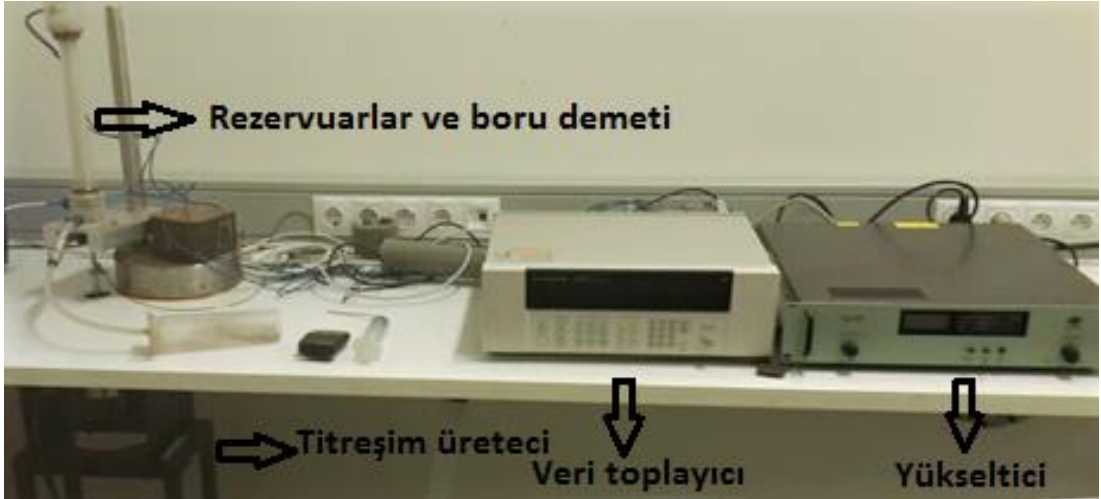 Rezervuarlar ve boru demeti
Titreşim üreteci
Veri toplayıcı
Yükseltici